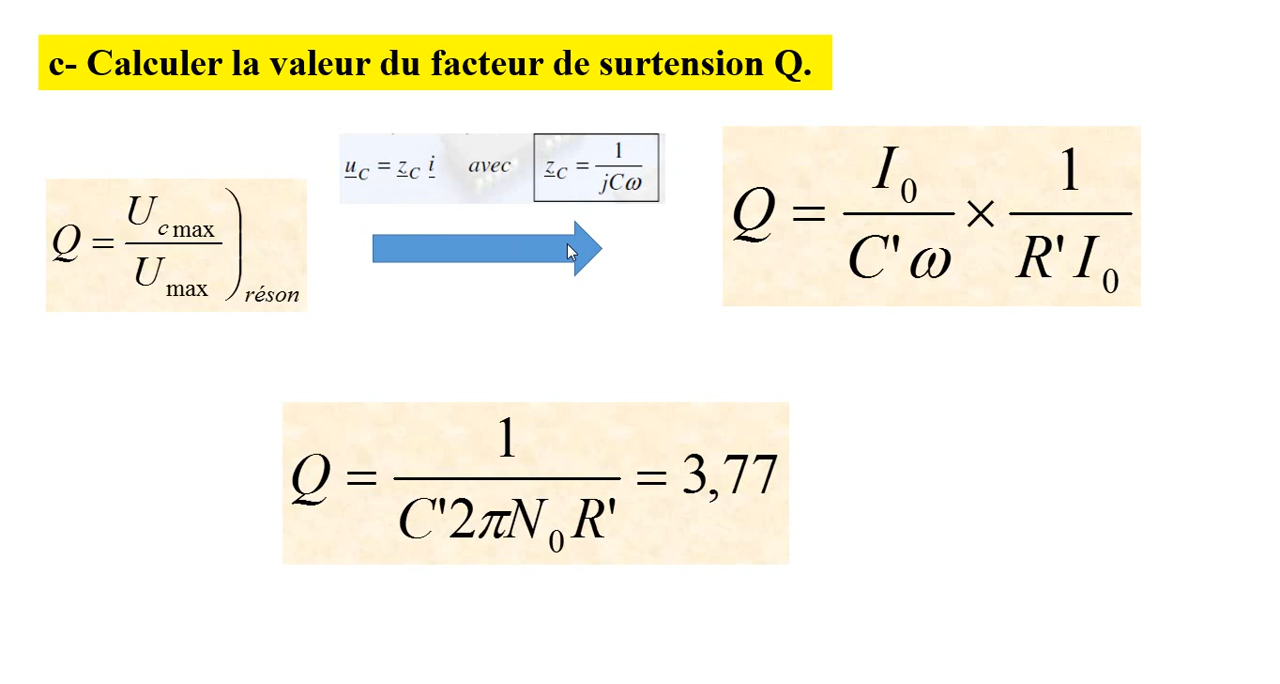 c- Calculer la valeur du facteur de surtension Q.
u_C = z_C i avec z_C = 1/(jCω)
Q = U_c max / U_max )réson
Q = I_0/(C'ω) × 1/(R'I_0)
Q = 1/(C'2πN_0R') = 3,77